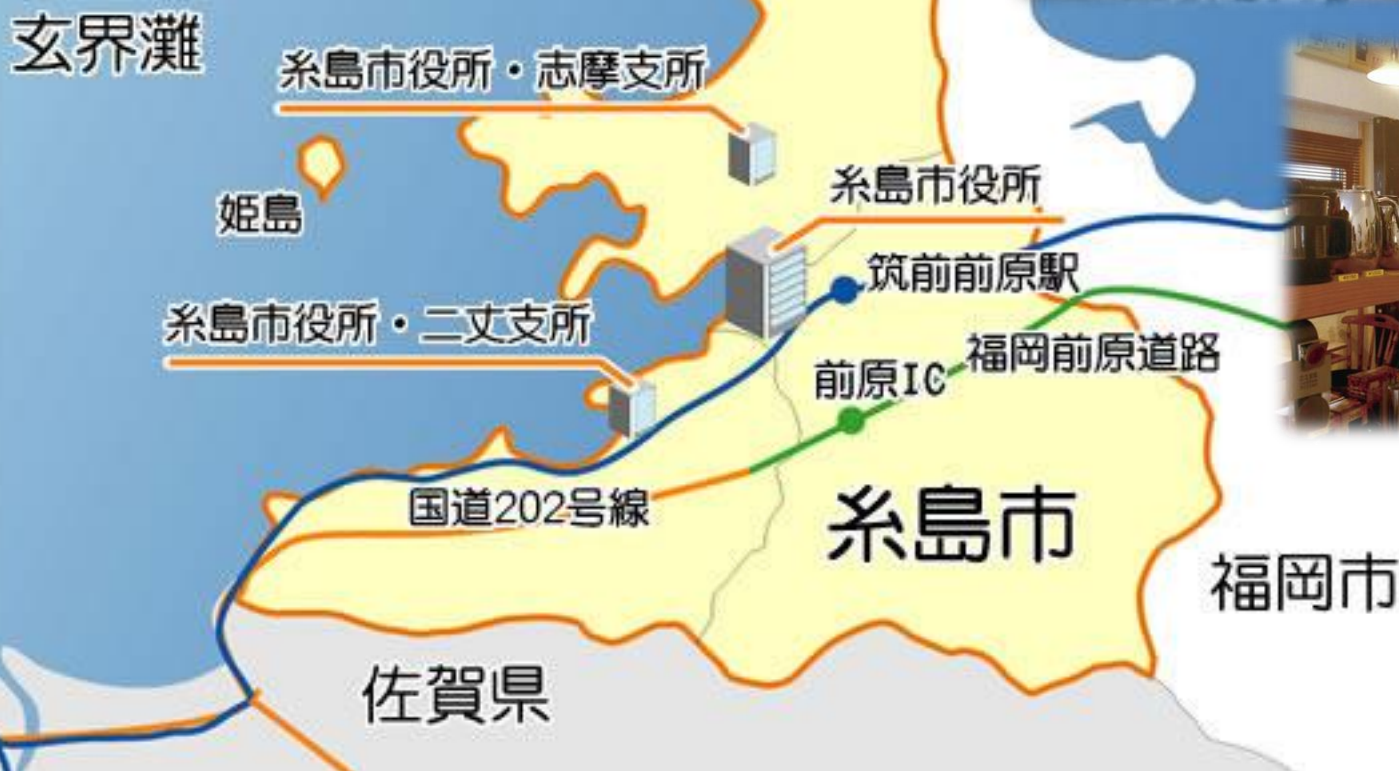 玄界灘
糸島市役所・志摩支所
糸島市役所
姫島
筑前前原駅
糸島市役所・二丈支所
福岡前原道路
前原IC
国道202号線
糸島市
福岡市
佐賀県